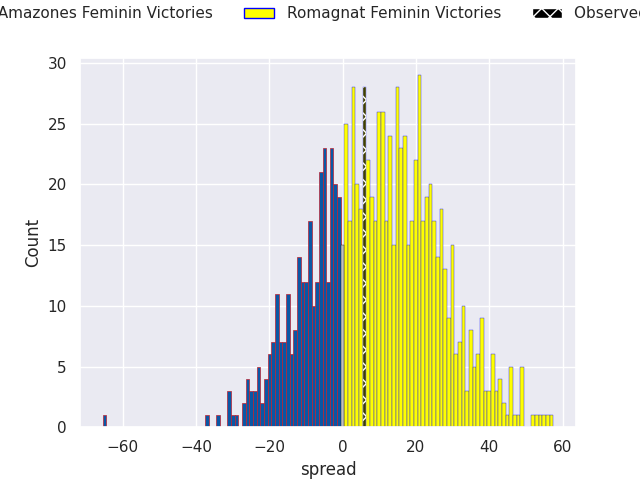 Amazones Feminin Victories Romagnat Feminin Victories Observed
30
25
20
15
10
5
0
Count
−60 −40 −20 0 20 40 60
spread